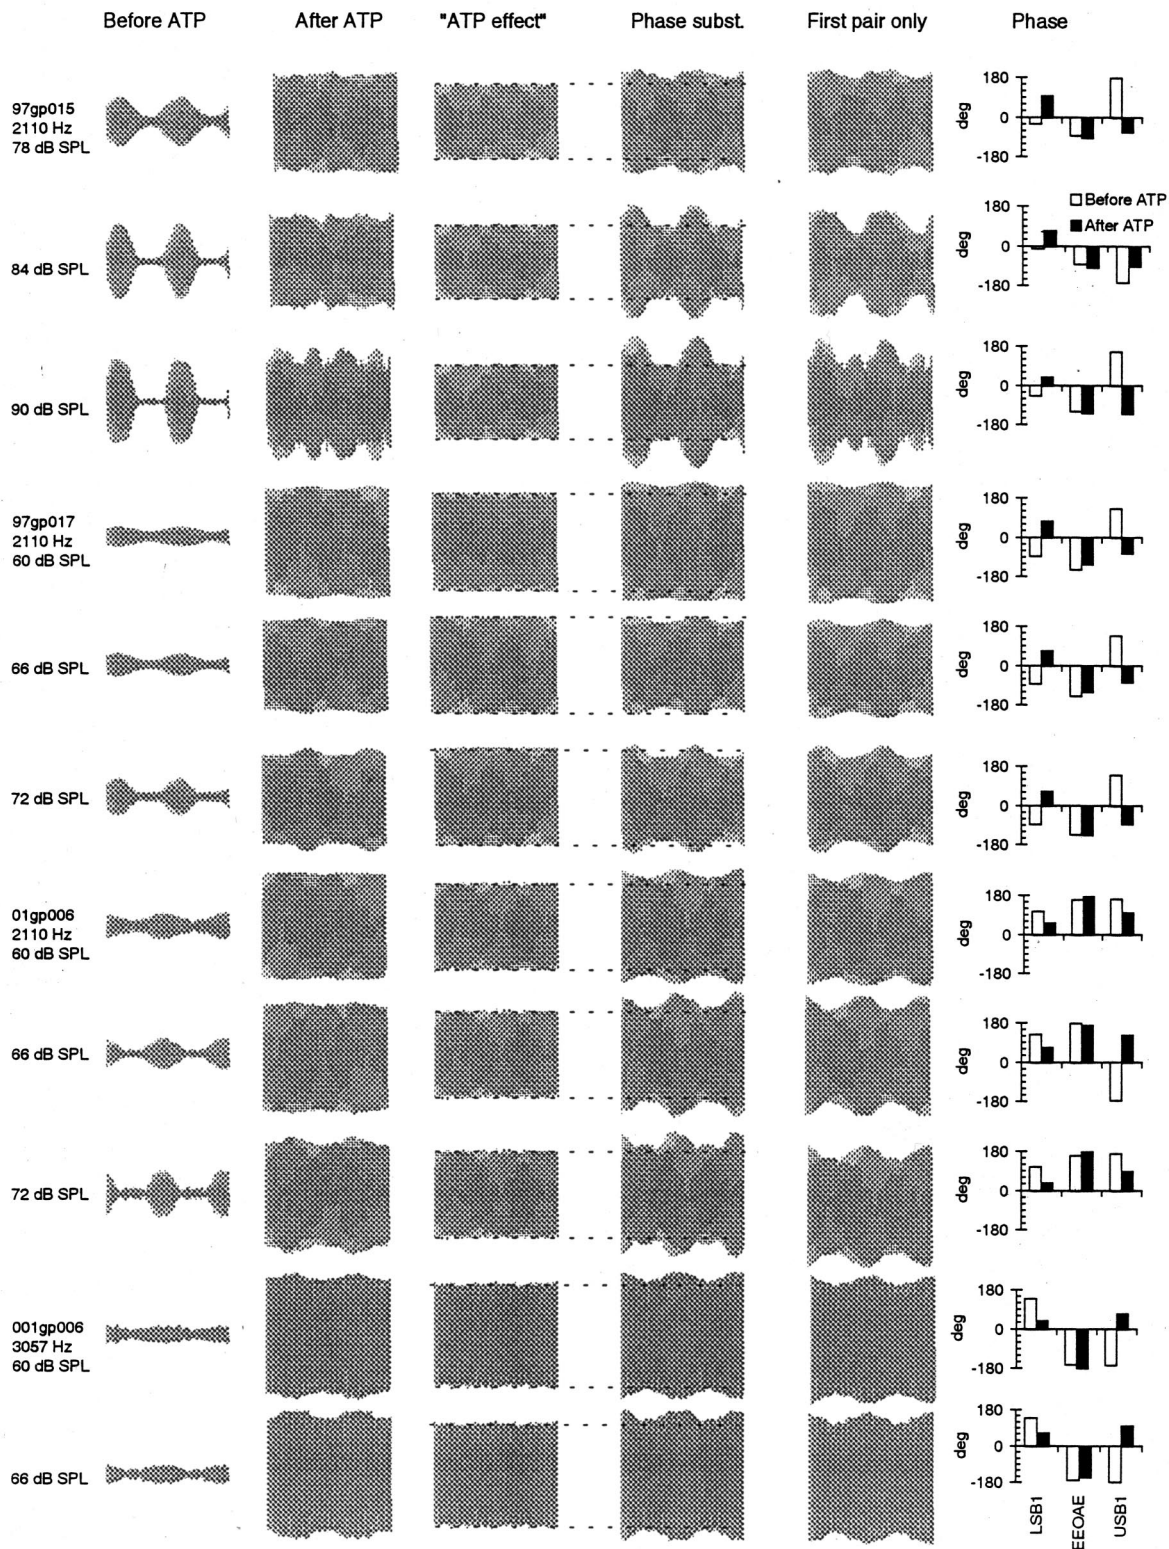 Before ATP After ATP "ATP effect" Phase subst. First pair only Phase
97gp015
2110 Hz
78 dB SPL
deg
180
0
-180
Before ATP
After ATP
84 dB SPL
deg
180
0
180
90 dB SPL
deg
180
0
-180
97gp017
2110 Hz
60 dB SPL
deg
180
0
-180
66 dB SPL
deg
180
0
-180
72 dB SPL
deg
180
0
-180
01gp006
2110 Hz
60 dB SPL
deg
180
0
-180
66 dB SPL
deg
180
0
-180
72 dB SPL
deg
180
0
-180
001gp006
3057 Hz
60 dB SPL
deg
180
0
-180
66 dB SPL
deg
180
0
-180
LSB1
EEOAE
USB1